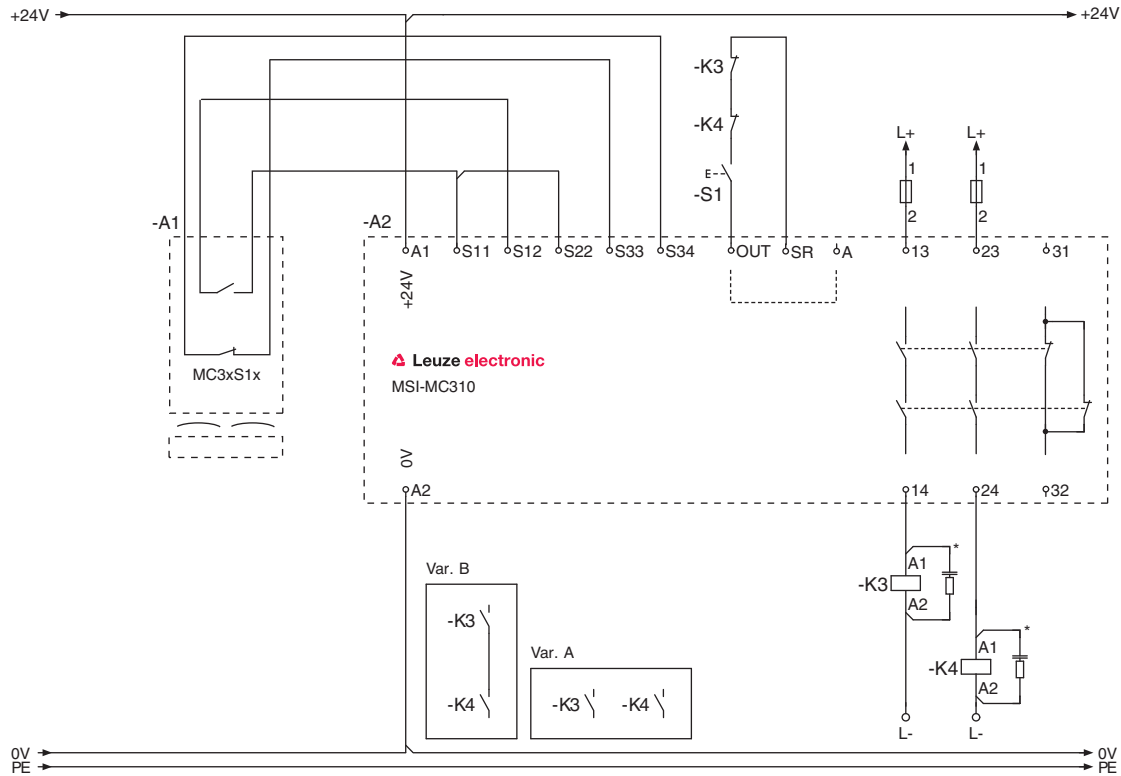 +24V +24V
-K3
-K4
E
-S1
L+ L+
1 1
2 2
-A1 -A2
A1 S11 S12 S22 S33 S34 OUT SR A 13 23 31
+24V
Leuze electronic
MSI-MC310
MC3xS1x
0V
A2 14 24 32
Var. B
-K3
-K4
Var. A
-K3 -K4
*
A1
-K3
A2
*
A1
-K4
A2
L- L-
0V 0V
PE PE